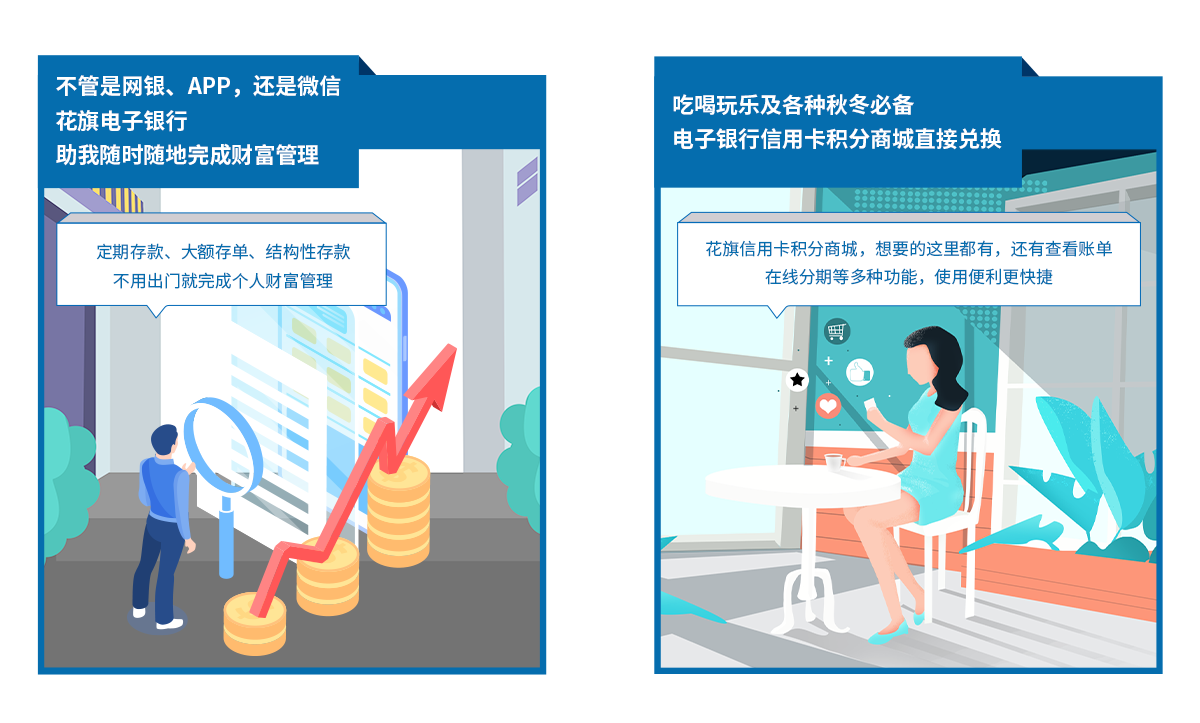 不管是网银、APP，还是微信
花旗电子银行
助我随时随地完成财富管理
定期存款、大额存单、结构性存款
不用出门就完成个人财富管理
吃喝玩乐及各种秋冬必备
电子银行信用卡积分商城直接兑换
花旗信用卡积分商城，想要的这里都有，还有查看账单
在线分期等多种功能，使用便利更快捷